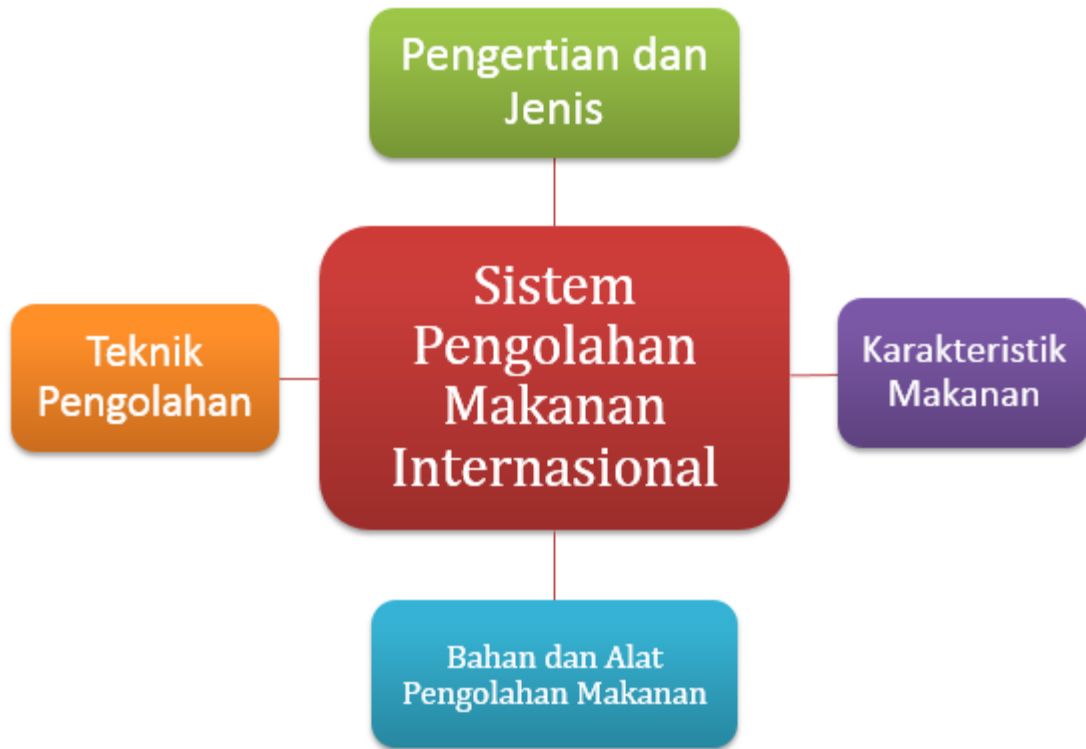 Pengertian dan
Jenis
Sistem
Pengolahan
Makanan
Internasional
Teknik
Pengolahan
Karakteristik
Makanan
Bahan dan Alat
Pengolahan Makanan